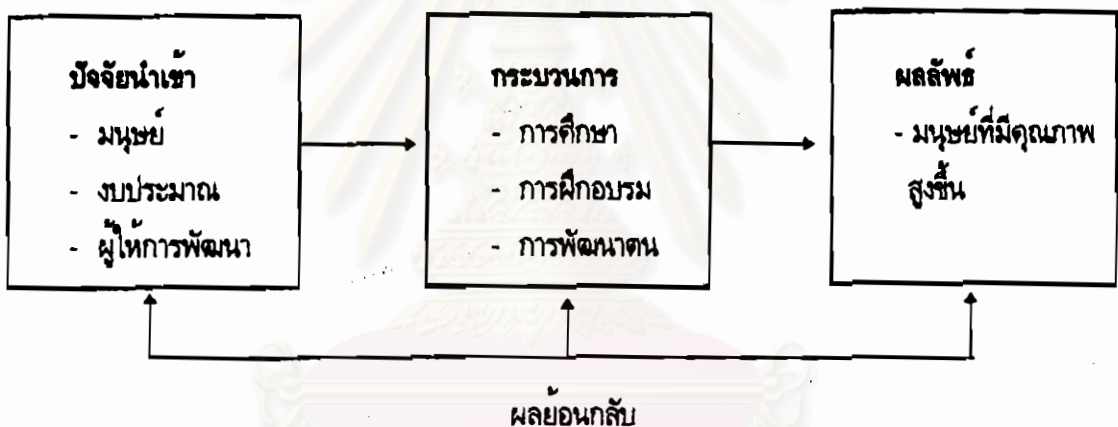 ปัจจัยนำเข้า
- มนุษย์
- งบประมาณ
- ผู้ให้การพัฒนา
กระบวนการ
- การศึกษา
- การฝึกอบรม
- การพัฒนาตน
ผลลัพธ์
- มนุษย์ที่มีคุณภาพ
สูงขึ้น
ผลย้อนกลับ